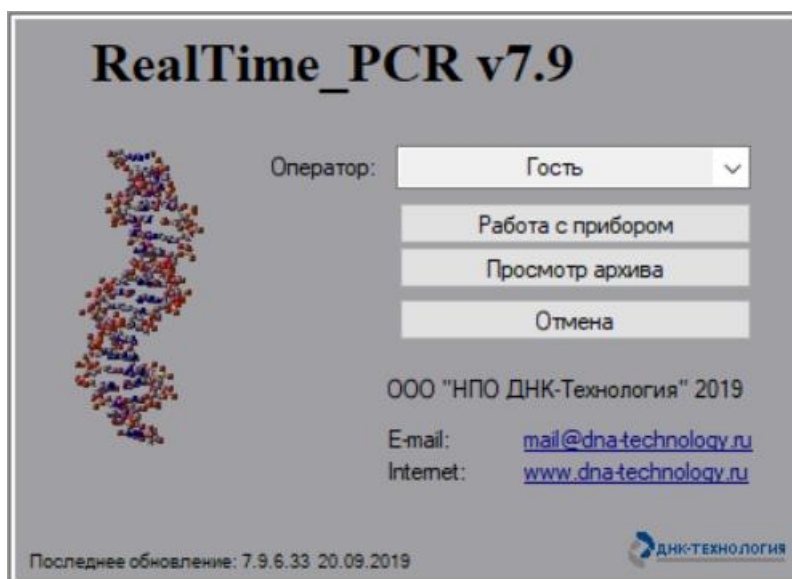 RealTime_PCR v7.9
Оператор: Гость
Работа с прибором
Просмотр архива
Отмена
ООО "НПО ДНК-Технология" 2019
E-mail: mail@dna-technology.ru
Internet: www.dna-technology.ru
ДНК-ТЕХНОЛОГИЯ
Последнее обновление: 7.9.6.33 20.09.2019